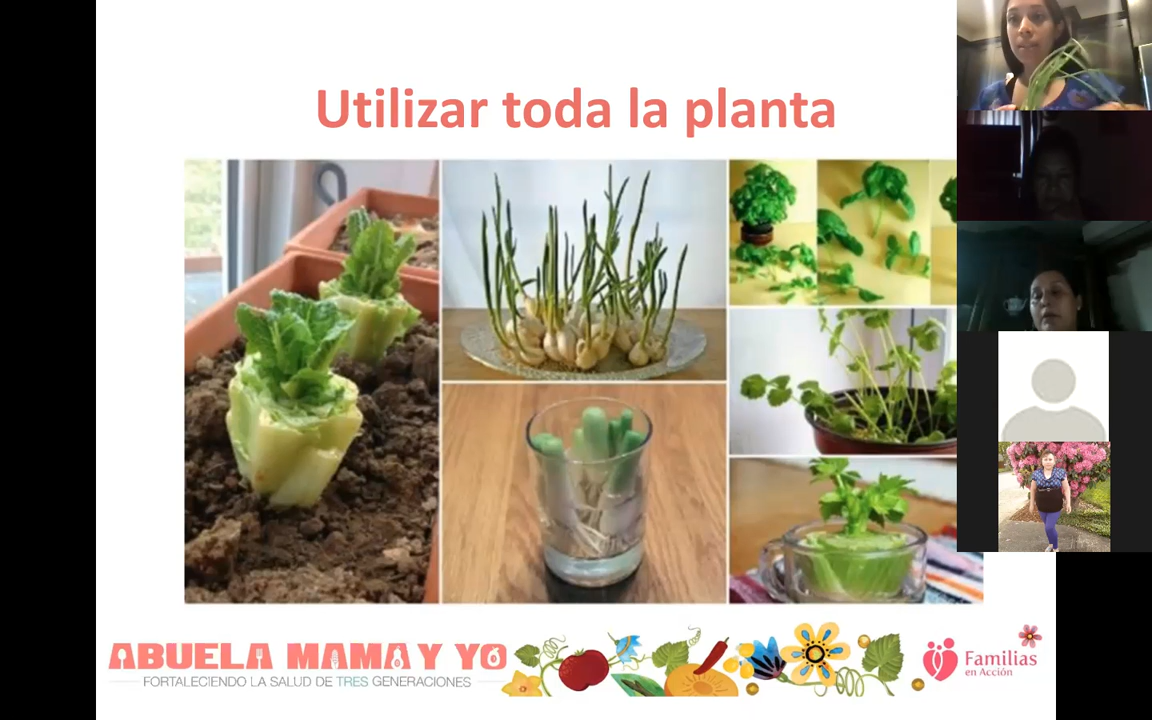 Utilizar toda la planta
ABUELA MAMA Y YO
FORTALECIENDO LA SALUD DE TRES GENERACIONES
Familias
en Acción